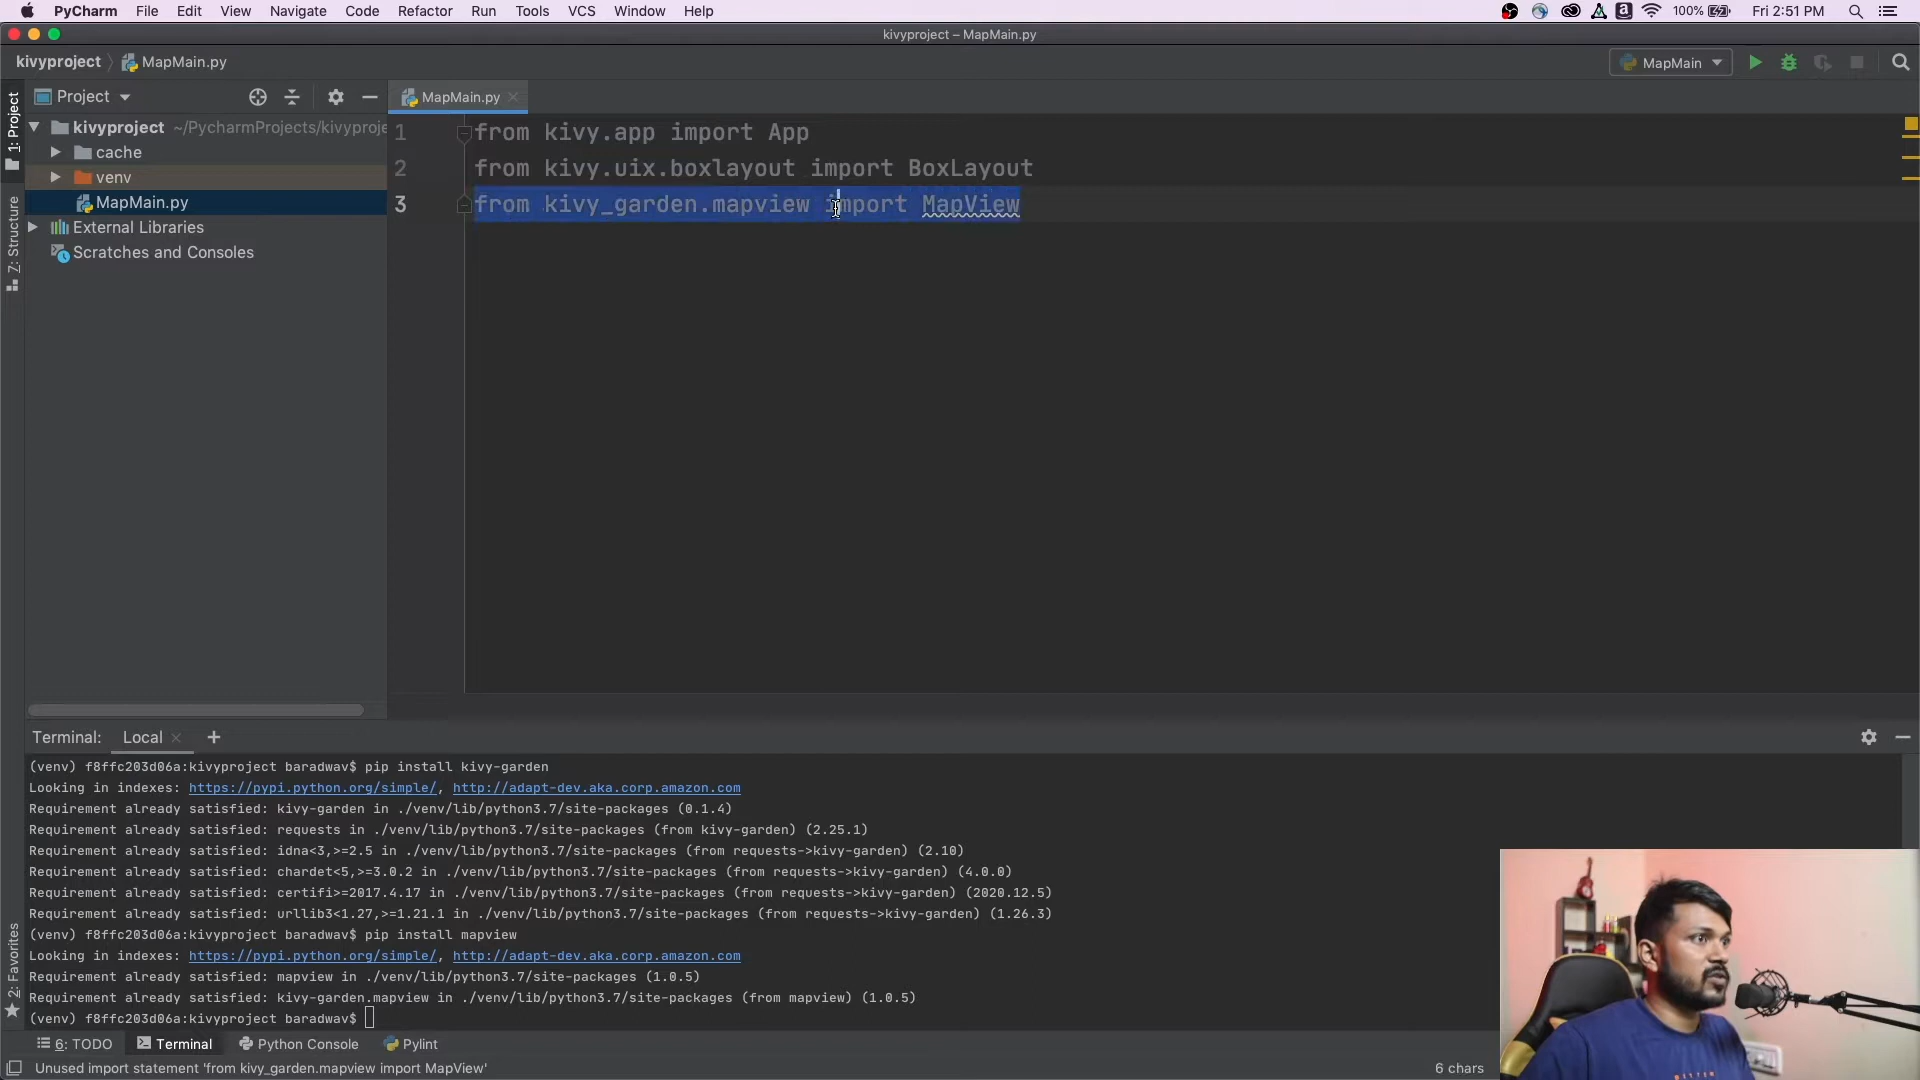 PyCharm File Edit View Navigate Code Refactor Run Tools VCS Window Help 100% Fri 2:51 PM
kivyproject – MapMain.py
kivyproject MapMain.py MapMain
Project MapMain.py
1: Project
kivyproject ~/PycharmProjects/kivyproje
cache
venv
MapMain.py
External Libraries
Scratches and Consoles
Z: Structure
2: Favorites
1 from kivy.app import App
2 from kivy.uix.boxlayout import BoxLayout
3 from kivy_garden.mapview import MapView
Terminal: Local
(venv) f8ffc203d06a:kivyproject baradwav$ pip install kivy-garden
Looking in indexes: https://pypi.python.org/simple/, http://adapt-dev.aka.corp.amazon.com
Requirement already satisfied: kivy-garden in ./venv/lib/python3.7/site-packages (0.1.4)
Requirement already satisfied: requests in ./venv/lib/python3.7/site-packages (from kivy-garden) (2.25.1)
Requirement already satisfied: idna<3,>=2.5 in ./venv/lib/python3.7/site-packages (from requests->kivy-garden) (2.10)
Requirement already satisfied: chardet<5,>=3.0.2 in ./venv/lib/python3.7/site-packages (from requests->kivy-garden) (4.0.0)
Requirement already satisfied: certifi>=2017.4.17 in ./venv/lib/python3.7/site-packages (from requests->kivy-garden) (2020.12.5)
Requirement already satisfied: urllib3<1.27,>=1.21.1 in ./venv/lib/python3.7/site-packages (from requests->kivy-garden) (1.26.3)
(venv) f8ffc203d06a:kivyproject baradwav$ pip install mapview
Looking in indexes: https://pypi.python.org/simple/, http://adapt-dev.aka.corp.amazon.com
Requirement already satisfied: mapview in ./venv/lib/python3.7/site-packages (1.0.5)
Requirement already satisfied: kivy-garden.mapview in ./venv/lib/python3.7/site-packages (from mapview) (1.0.5)
(venv) f8ffc203d06a:kivyproject baradwav$
6: TODO Terminal Python Console Pylint
Unused import statement 'from kivy_garden.mapview import MapView' 6 chars